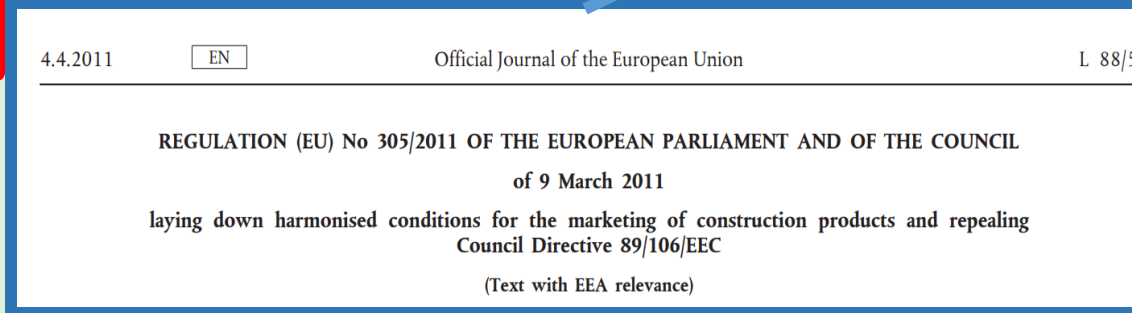 4.4.2011 EN Official Journal of the European Union L 88/5
REGULATION (EU) No 305/2011 OF THE EUROPEAN PARLIAMENT AND OF THE COUNCIL
of 9 March 2011
laying down harmonised conditions for the marketing of construction products and repealing
Council Directive 89/106/EEC
(Text with EEA relevance)